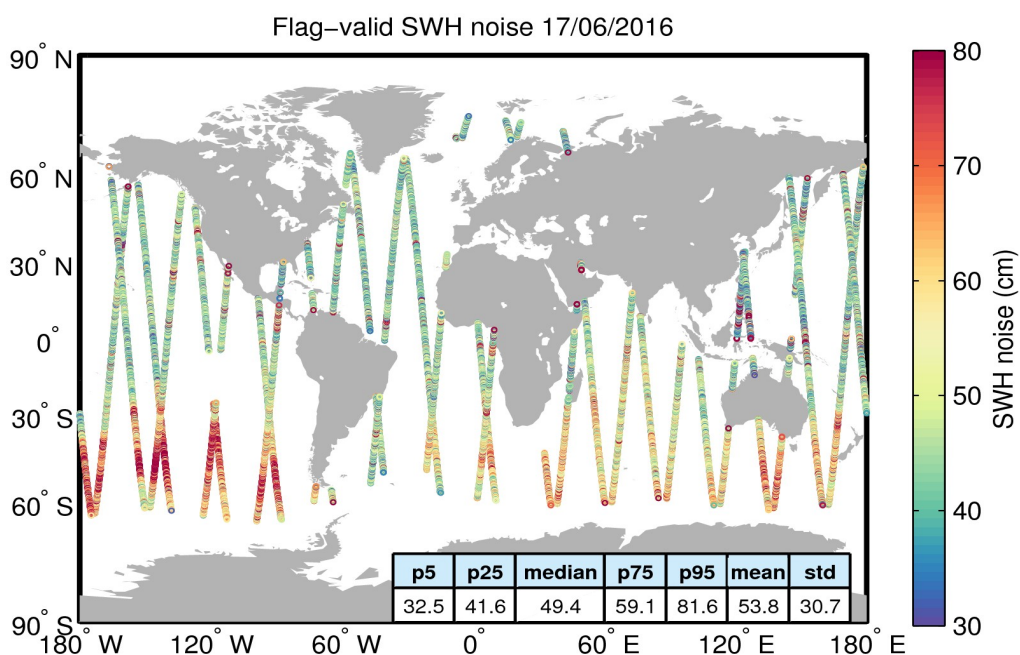 Flag−valid SWH noise 17/06/2016
90° N
60° N
30° N
0°
30° S
60° S
90° S
180° W
120° W
60° W
0°
60° E
120° E
180° E
p5 p25 median p75 p95 mean std
32.5 41.6 49.4 59.1 81.6 53.8 30.7
80
70
60
50
40
30
SWH noise (cm)